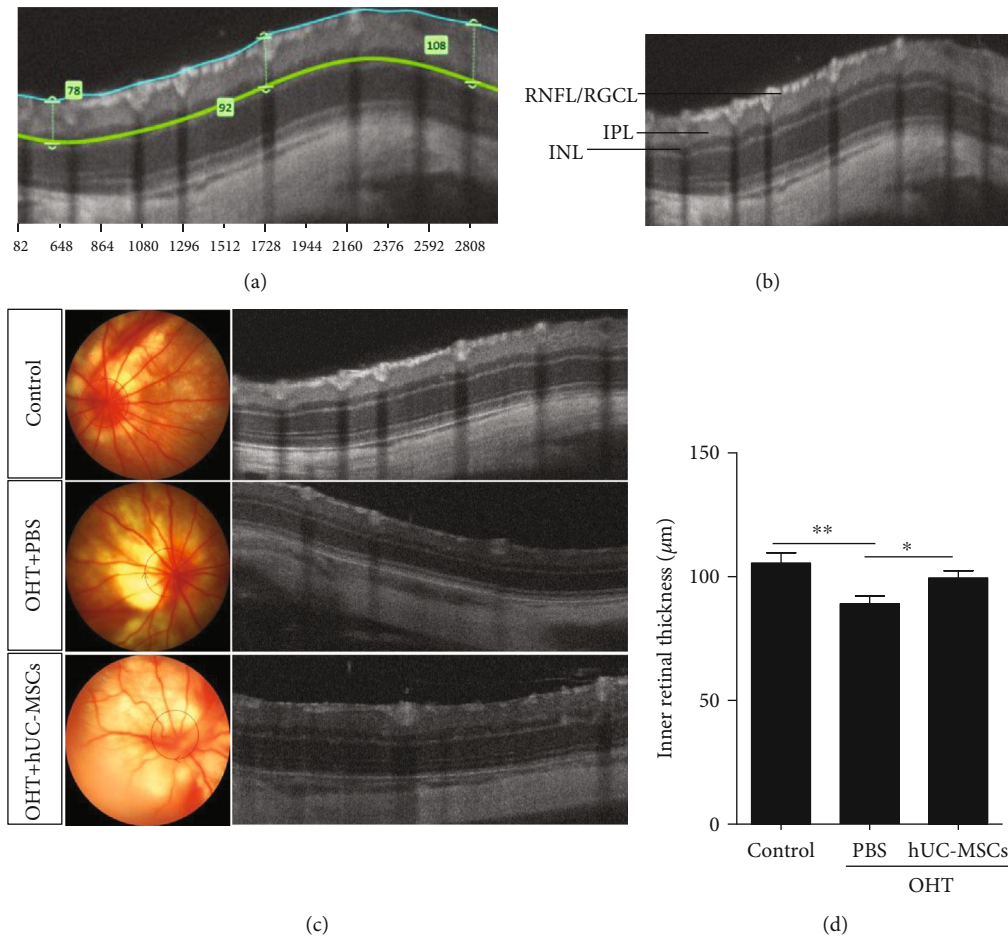 78
92
108
82 648 864 1080 1296 1512 1728 1944 2160 2376 2592 2808
(a)
RNFL/RGCL
IPL
INL
(b)
Control
OHT+PBS
OHT+hUC-MSCs
(c)
Inner retinal thickness (μm)
150
100
50
0
**
*
Control PBS hUC-MSCs
OHT
(d)